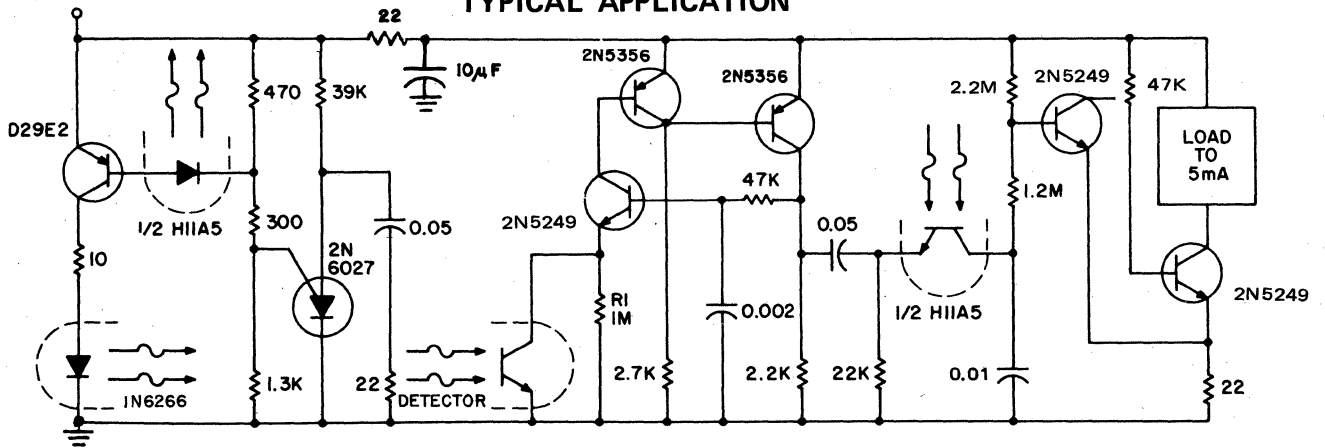 TYPICAL APPLICATION
22
10μF
470
39K
D29E2
1/2 H11A5
300
0.05
2N
6027
10
1N6266
1.3K
22
DETECTOR
2N5356
2N5356
2N5249
47K
R1
1M
0.002
2.7K
2.2K
0.05
22K
1/2 H11A5
2.2M
2N5249
47K
1.2M
0.01
LOAD
TO
5mA
2N5249
22